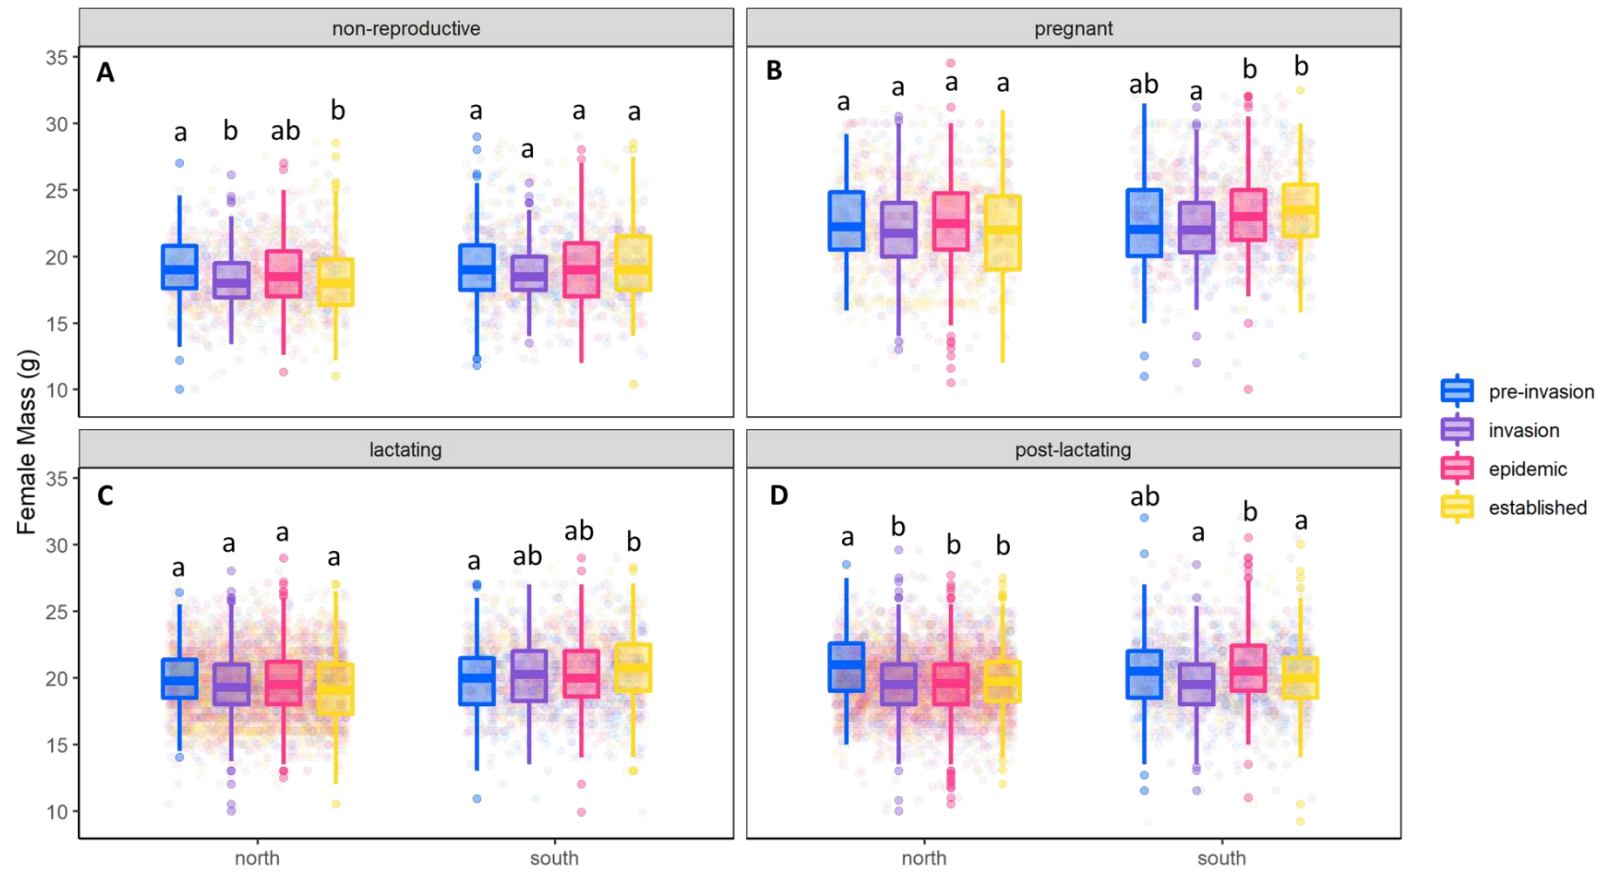 non-reproductive
pregnant
A
a b ab b a a a a
B
a a a a ab a b b
35
30
25
20
15
10
Female Mass (g)
lactating
post-lactating
C
a a a a a ab ab b
D
a b b b ab a b a
35
30
25
20
15
10
north south
north south
pre-invasion
invasion
epidemic
established